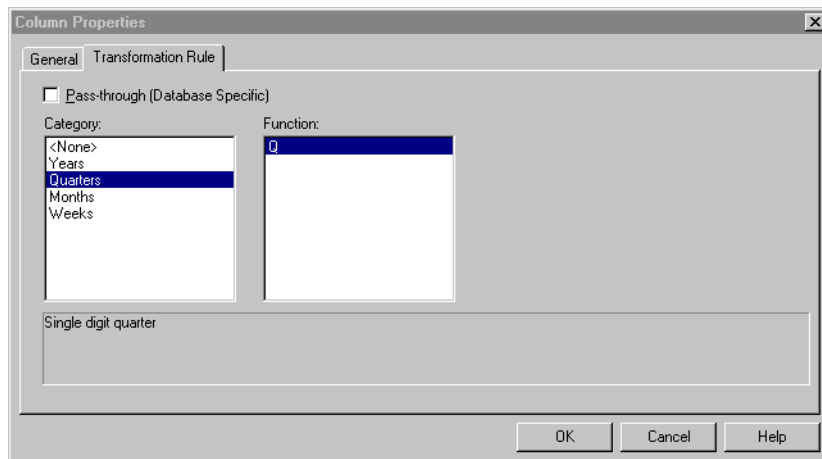 Column Properties
General Transformation Rule
Pass-through (Database Specific)
Category: Function:
<None> Q
Years
Quarters
Months
Weeks
Single digit quarter
OK Cancel Help